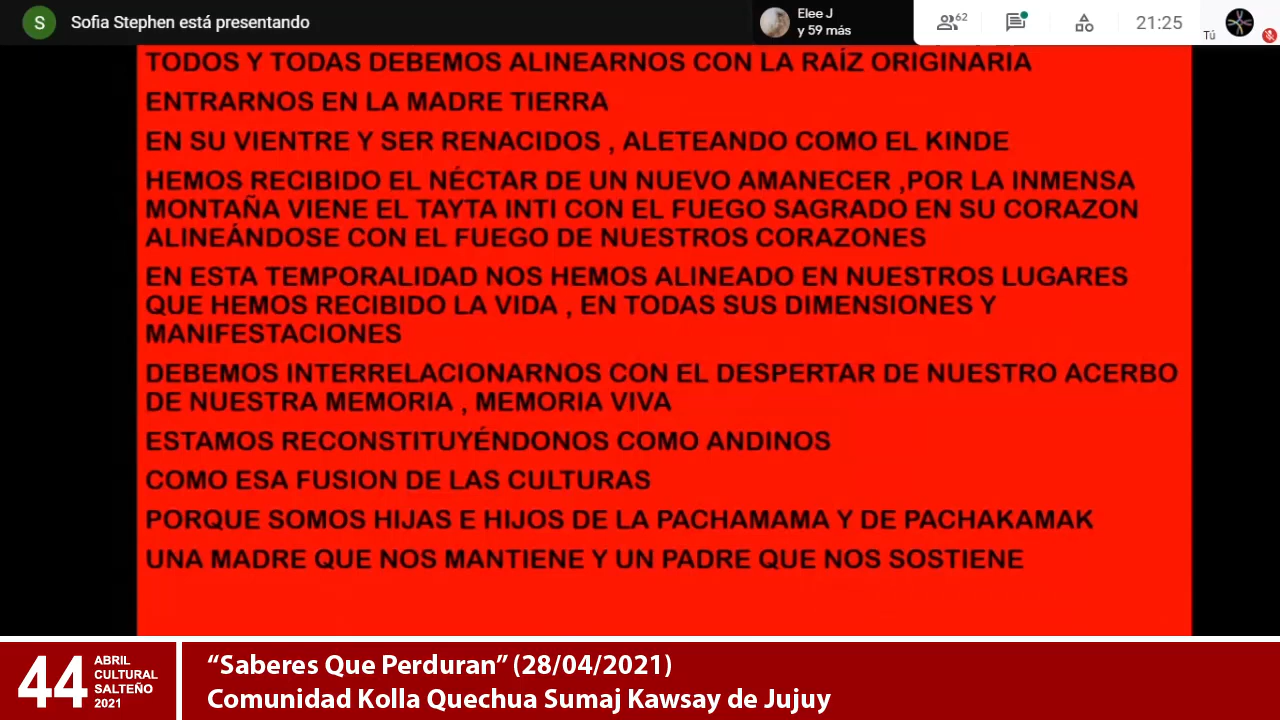 S
Sofia Stephen está presentando
Elee J
y 59 más
62
21:25
Tú
TODOS Y TODAS DEBEMOS ALINEARNOS CON LA RAÍZ ORIGINARIA
ENTRARNOS EN LA MADRE TIERRA
EN SU VIENTRE Y SER RENACIDOS , ALETEANDO COMO EL KINDE
HEMOS RECIBIDO EL NÉCTAR DE UN NUEVO AMANECER ,POR LA INMENSA
MONTAÑA VIENE EL TAYTA INTI CON EL FUEGO SAGRADO EN SU CORAZON
ALINEÁNDOSE CON EL FUEGO DE NUESTROS CORAZONES
EN ESTA TEMPORALIDAD NOS HEMOS ALINEADO EN NUESTROS LUGARES
QUE HEMOS RECIBIDO LA VIDA , EN TODAS SUS DIMENSIONES Y
MANIFESTACIONES
DEBEMOS INTERRELACIONARNOS CON EL DESPERTAR DE NUESTRO ACERBO
DE NUESTRA MEMORIA , MEMORIA VIVA
ESTAMOS RECONSTITUYÉNDONOS COMO ANDINOS
COMO ESA FUSION DE LAS CULTURAS
PORQUE SOMOS HIJAS E HIJOS DE LA PACHAMAMA Y DE PACHAKAMAK
UNA MADRE QUE NOS MANTIENE Y UN PADRE QUE NOS SOSTIENE
44
ABRIL
CULTURAL
SALTEÑO
2021
“Saberes Que Perduran” (28/04/2021)
Comunidad Kolla Quechua Sumaj Kawsay de Jujuy